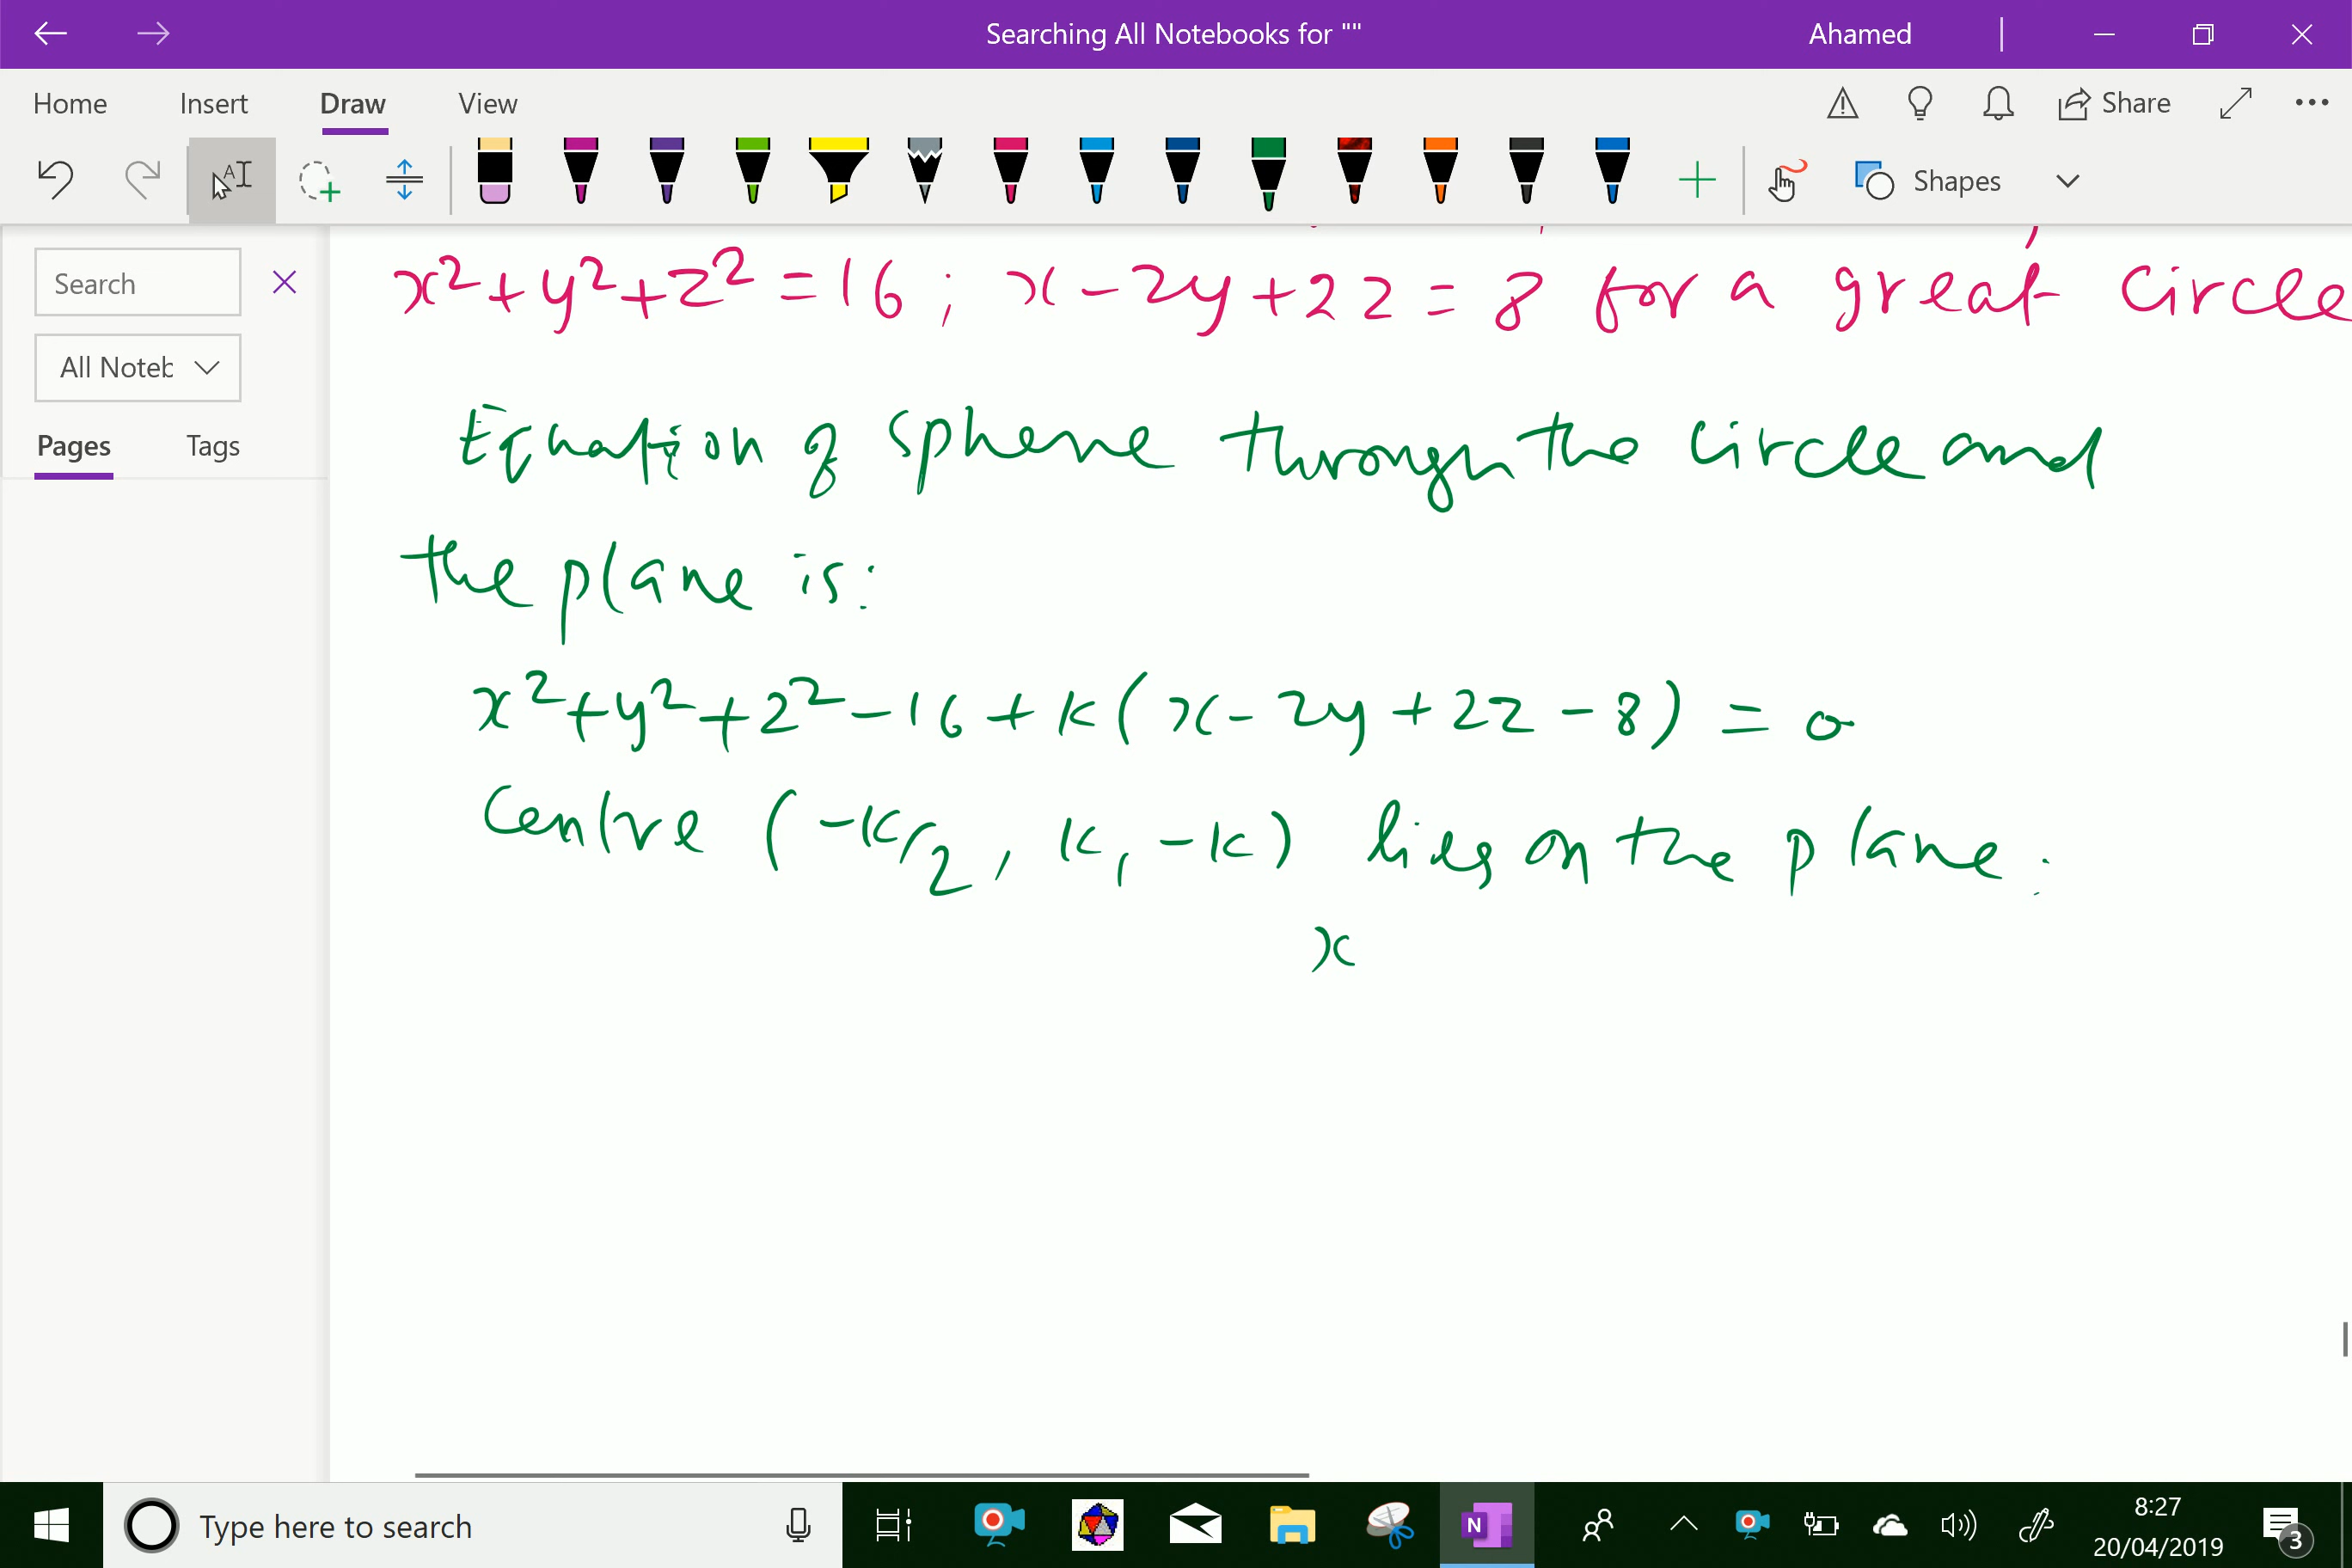 Searching All Notebooks for "" Ahamed
Home Insert Draw View Share
Shapes
Search
All Noteb
Pages Tags
x² + y² + z² = 16 ; x - 2y + 2z = 8 for a great circle
Equation of sphere through the circle and
the plane is:
x² + y² + z² - 16 + k(x - 2y + 2z - 8) = 0
Centre (-k/2, k, -k) lies on the plane:
x
Type here to search
N
8:27
20/04/2019
3